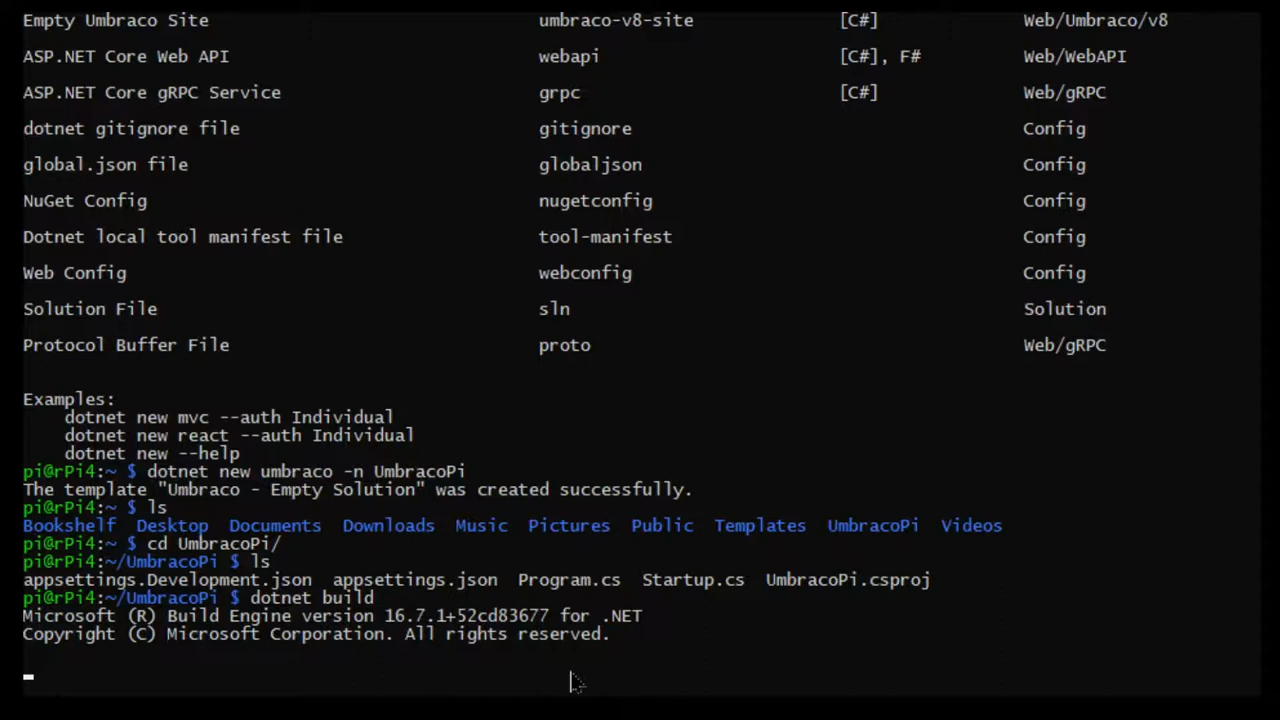 Empty Umbraco Site umbraco-v8-site [C#] Web/Umbraco/v8
ASP.NET Core Web API webapi [C#], F# Web/WebAPI
ASP.NET Core gRPC Service grpc [C#] Web/gRPC
dotnet gitignore file gitignore Config
global.json file globaljson Config
NuGet Config nugetconfig Config
Dotnet local tool manifest file tool-manifest Config
Web Config webconfig Config
Solution File sln Solution
Protocol Buffer File proto Web/gRPC
Examples:
dotnet new mvc --auth Individual
dotnet new react --auth Individual
dotnet new --help
pi@rPi4:~ $ dotnet new umbraco -n UmbracoPi
The template "Umbraco - Empty Solution" was created successfully.
pi@rPi4:~ $ ls
Bookshelf Desktop Documents Downloads Music Pictures Public Templates UmbracoPi Videos
pi@rPi4:~ $ cd UmbracoPi/
pi@rPi4:~/UmbracoPi $ ls
appsettings.Development.json appsettings.json Program.cs Startup.cs UmbracoPi.csproj
pi@rPi4:~/UmbracoPi $ dotnet build
Microsoft (R) Build Engine version 16.7.1+52cd83677 for .NET
Copyright (C) Microsoft Corporation. All rights reserved.